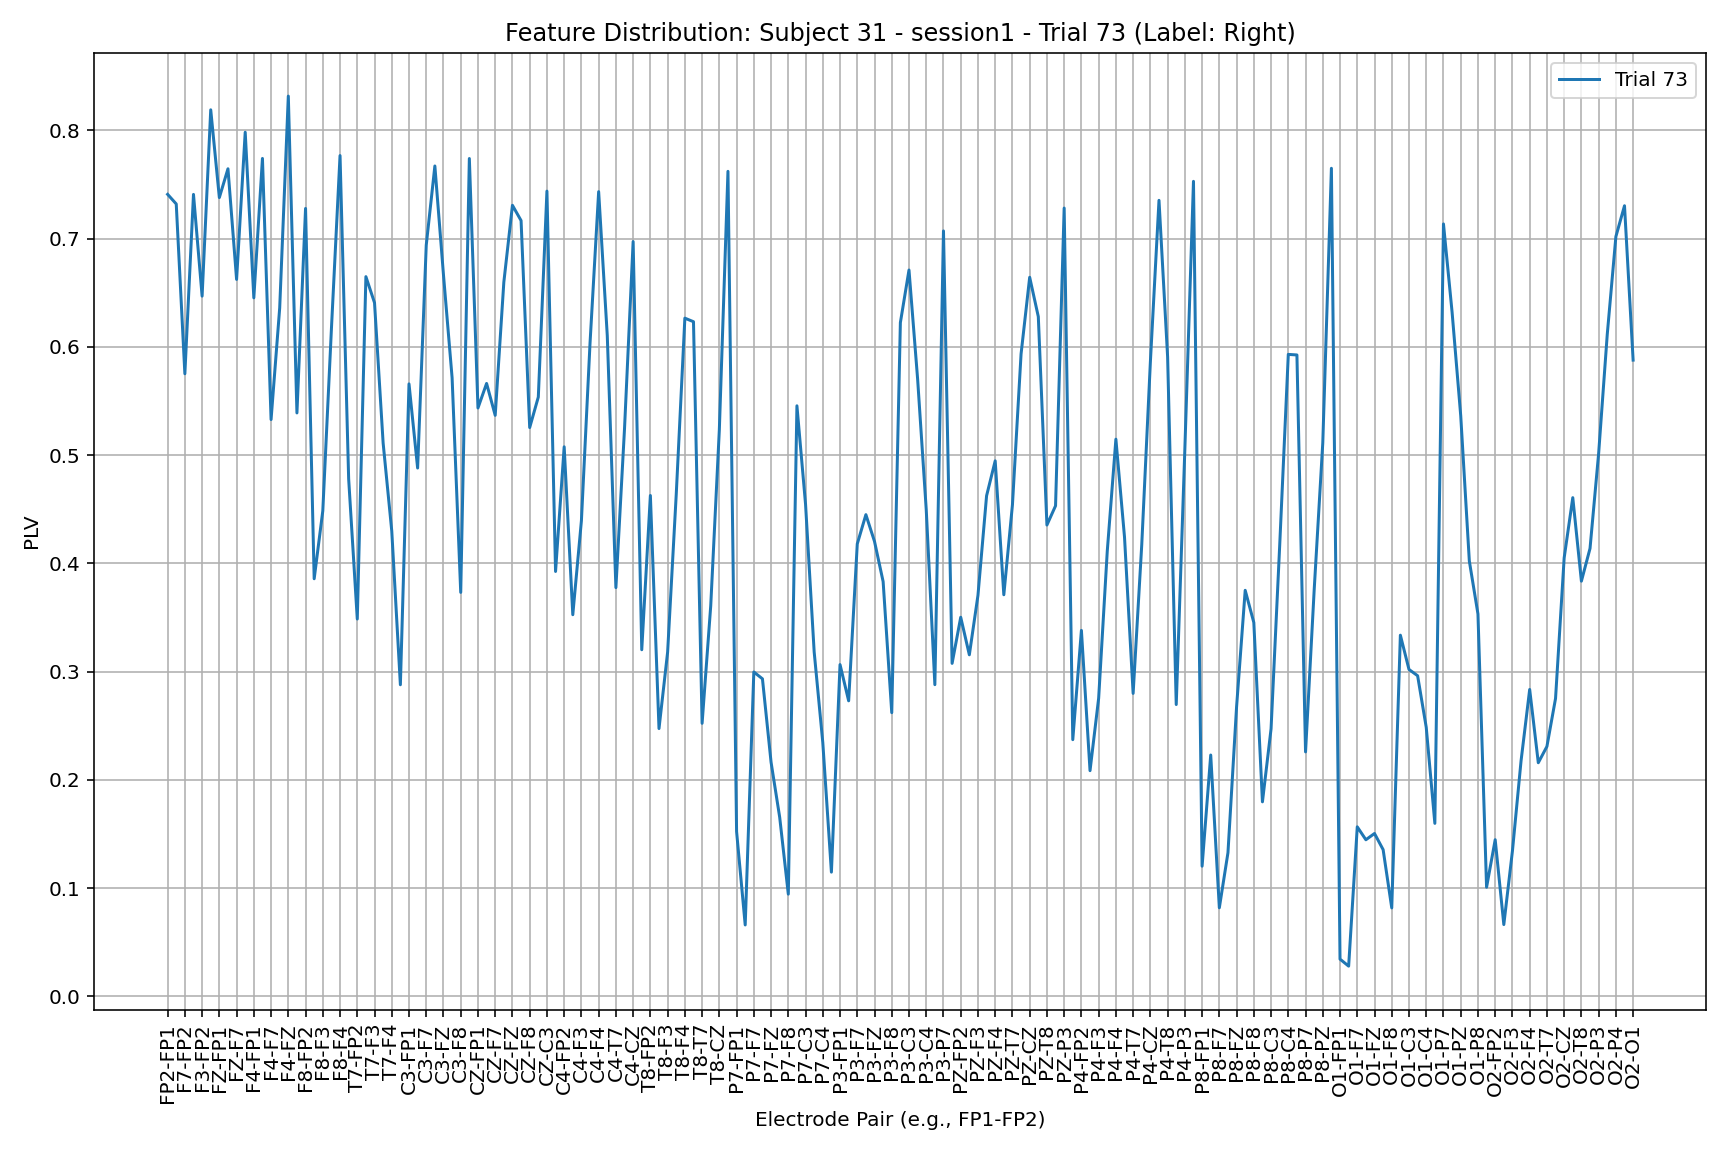 Feature Distribution: Subject 31 - session1 - Trial 73 (Label: Right)
Trial 73
PLV
0.8
0.7
0.6
0.5
0.4
0.3
0.2
0.1
0.0
FP2-FP1
F7-FP2
F3-FP2
FZ-FP1
FZ-F7
F4-FP1
F4-F7
F4-FZ
F8-FP2
F8-F3
F8-F4
T7-FP2
T7-F3
T7-F4
C3-FP1
C3-F7
C3-FZ
C3-F8
CZ-FP1
CZ-F7
CZ-FZ
CZ-F8
CZ-C3
C4-FP2
C4-F3
C4-F4
C4-T7
C4-CZ
T8-FP2
T8-F3
T8-F4
T8-T7
T8-CZ
P7-FP1
P7-F7
P7-FZ
P7-F8
P7-C3
P7-C4
P3-FP1
P3-F7
P3-FZ
P3-F8
P3-C3
P3-C4
P3-P7
PZ-FP2
PZ-F3
PZ-F4
PZ-T7
PZ-CZ
PZ-T8
PZ-P3
P4-FP2
P4-F3
P4-F4
P4-T7
P4-CZ
P4-T8
P4-P3
P8-FP1
P8-F7
P8-FZ
P8-F8
P8-C3
P8-C4
P8-P7
P8-PZ
O1-FP1
O1-F7
O1-FZ
O1-F8
O1-C3
O1-C4
O1-P7
O1-PZ
O1-P8
O2-FP2
O2-F3
O2-F4
O2-T7
O2-CZ
O2-T8
O2-P3
O2-P4
O2-O1
Electrode Pair (e.g., FP1-FP2)